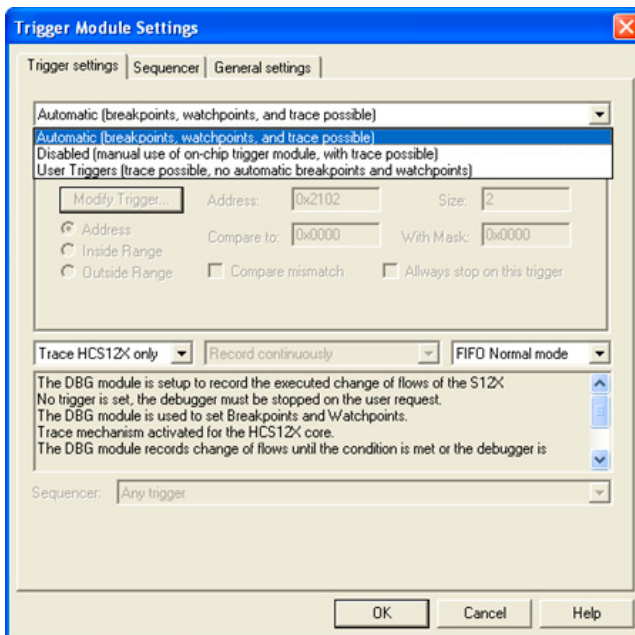 Trigger Module Settings
Trigger settings Sequencer General settings
Automatic (breakpoints, watchpoints, and trace possible)
Automatic (breakpoints, watchpoints, and trace possible)
Disabled (manual use of on-chip trigger module, with trace possible)
User Triggers (trace possible, no automatic breakpoints and watchpoints)
Modify Trigger... Address: 0x2102 Size: 2
Address
Compare to: 0x0000 With Mask: 0x0000
Inside Range
Outside Range Compare mismatch Allways stop on this trigger
Trace HCS12X only Record continuously FIFO Normal mode
The DBG module is setup to record the executed change of flows of the S12X
No trigger is set, the debugger must be stopped on the user request.
The DBG module is used to set Breakpoints and Watchpoints.
Trace mechanism activated for the HCS12X core.
The DBG module records change of flows until the condition is met or the debugger is
Sequencer: Any trigger
OK Cancel Help